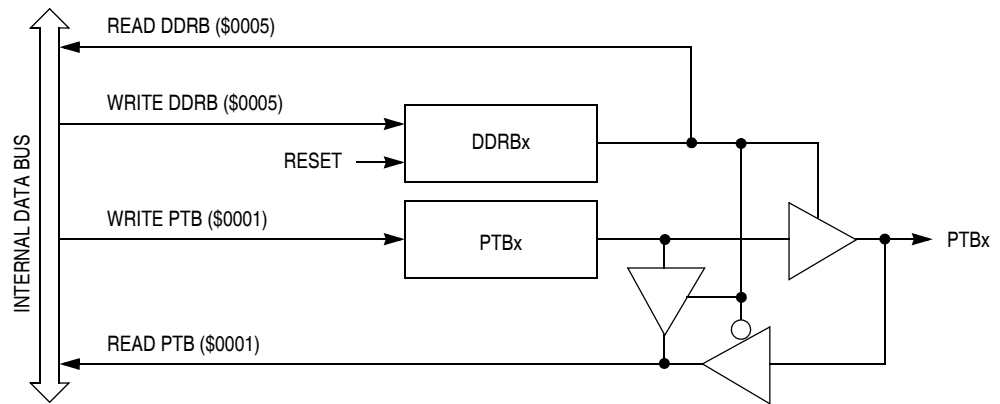 READ DDRB ($0005)
WRITE DDRB ($0005)
DDRBx
RESET
WRITE PTB ($0001)
PTBx
PTBx
READ PTB ($0001)
INTERNAL DATA BUS